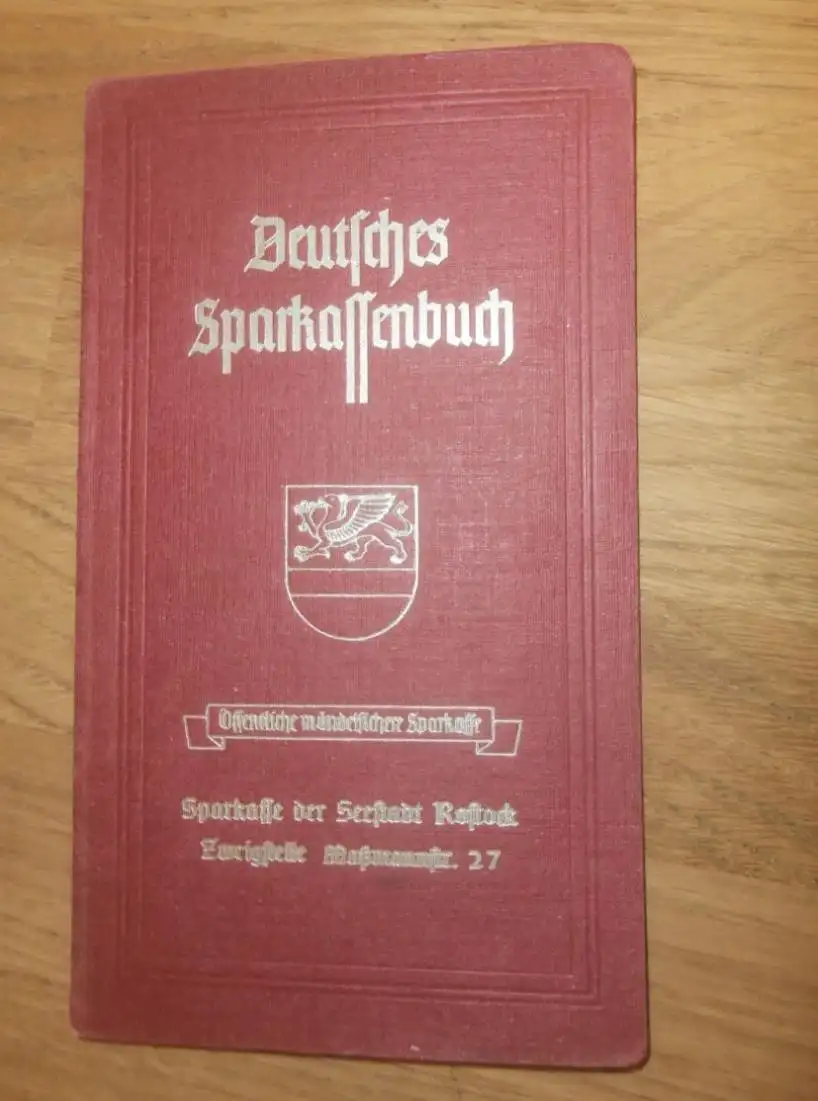 Deutsches
Sparkassenbuch
Öffentliche mündelsichere Sparkasse
Sparkasse der Seestadt Rostock
Zweigstelle Maßmannstr. 27